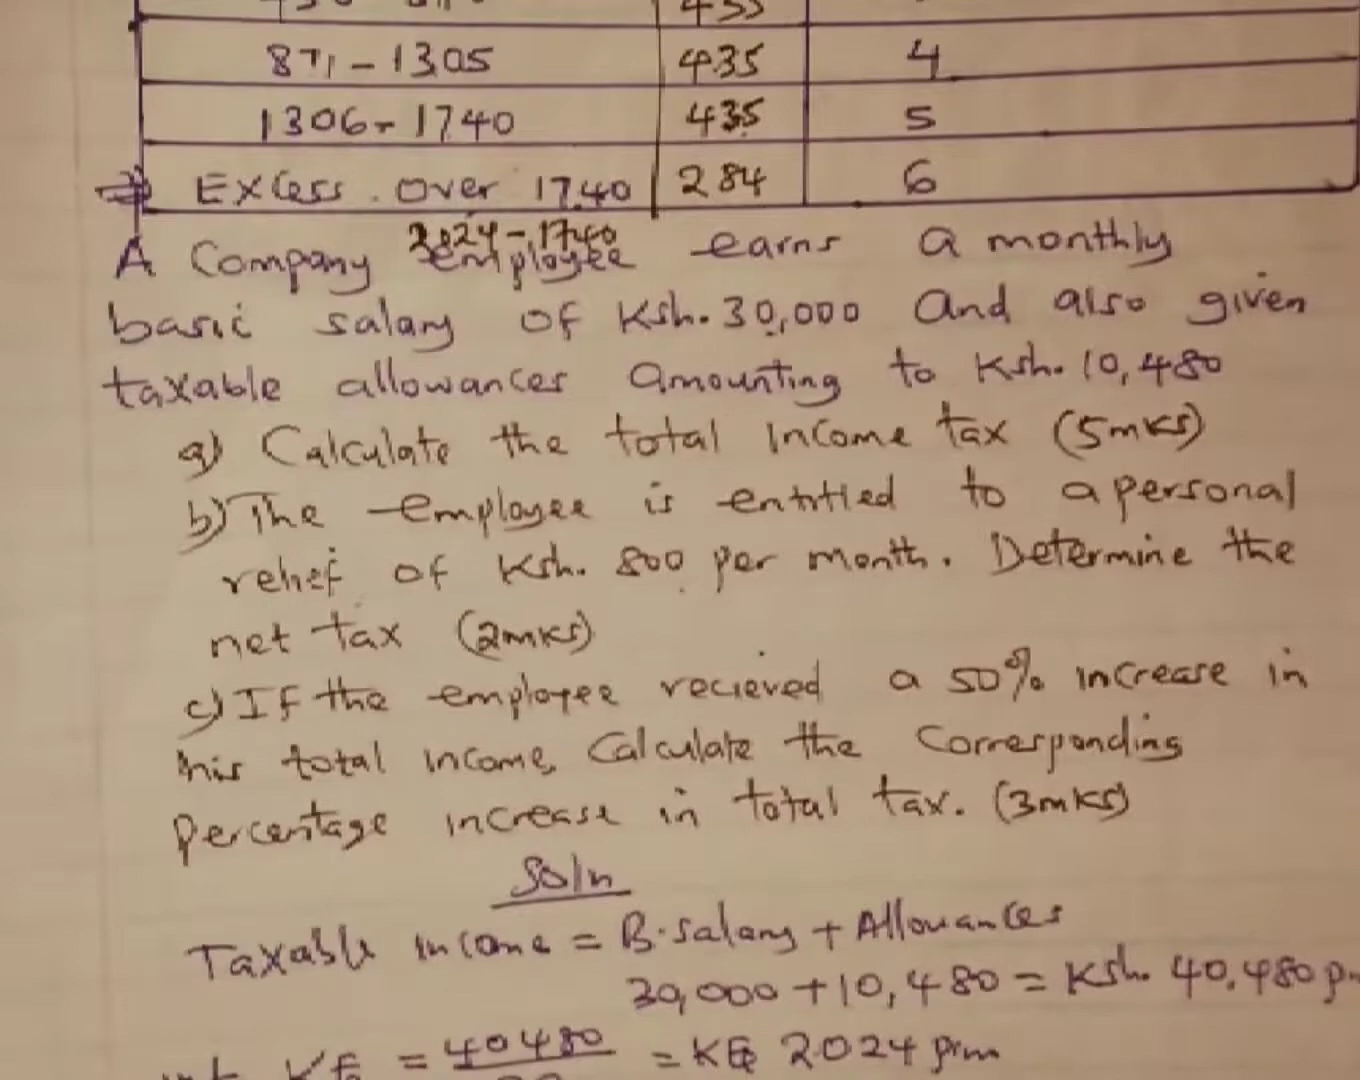 435
871 - 1305 435 4
1306 - 1740 435 5
⇒ Excess. Over 1740 284 6
2024 - 1740
A Company employee earns a monthly
basic salary of Ksh. 30,000 and also given
taxable allowances amounting to Ksh. 10,480
a) Calculate the total Income tax (5mks)
b) The employee is entitled to a personal
relief of Ksh. 800 per month. Determine the
net tax (2mks)
c) If the employee recieved a 50% increase in
his total income, Calculate the Corresponding
Percentage increase in total tax. (3mks)
Soln
Taxable income = B.salary + Allowances
30,000 + 10,480 = Ksh. 40,480 p.
K£ = 40480 = K£ 2024 p.m